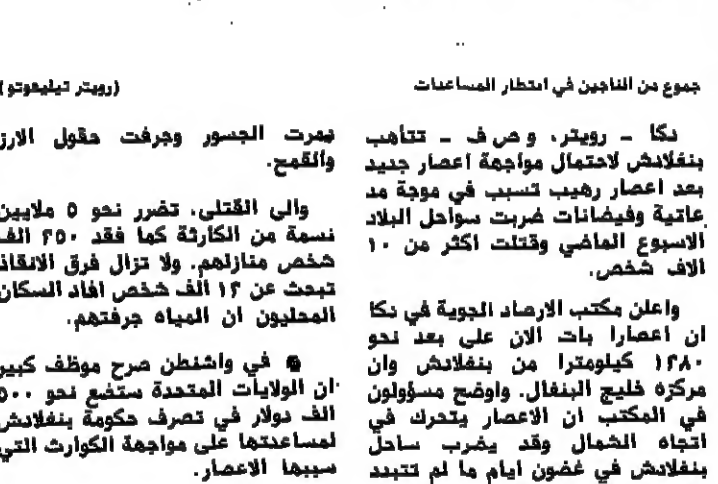 جموع من الناجين في انتظار المساعدات
(رويتر تيليفوتو)
دكا ـ رويتر، و ص ف ـ تتأهب
بنغلادش لاحتمال مواجهة اعصار جديد
بعد اعصار رهيب تسبب في موجة مد
عاتية وفيضانات ضربت سواحل البلاد
الاسبوع الماضي وقتلت اكثر من ١٠
آلاف شخص.
واعلن مكتب الارصاد الجوية في دكا
ان اعصارا بات الان على بعد نحو
١٢٨٠ كيلومترا من بنغلادش وان
مركزه خليج البنغال. واوضح مسؤولون
في المكتب ان الاعصار يتحرك في
اتجاه الشمال وقد يضرب ساحل
بنغلادش في غضون ايام ما لم تتبدد
دمرت الجسور وجرفت حقول الارز
والقمح.
والى القتلى، تضرر نحو ٥ ملايين
نسمة من الكارثة كما فقد ٢٥٠ الف
شخص منازلهم. ولا تزال فرق الانقاذ
تبحث عن ١٢ الف شخص افاد السكان
المحليون ان المياه جرفتهم.
● في واشنطن صرح موظف كبير
ان الولايات المتحدة ستضع نحو ٥٠٠
الف دولار في تصرف حكومة بنغلادش
لمساعدتها على مواجهة الكوارث التي
سببها الاعصار.